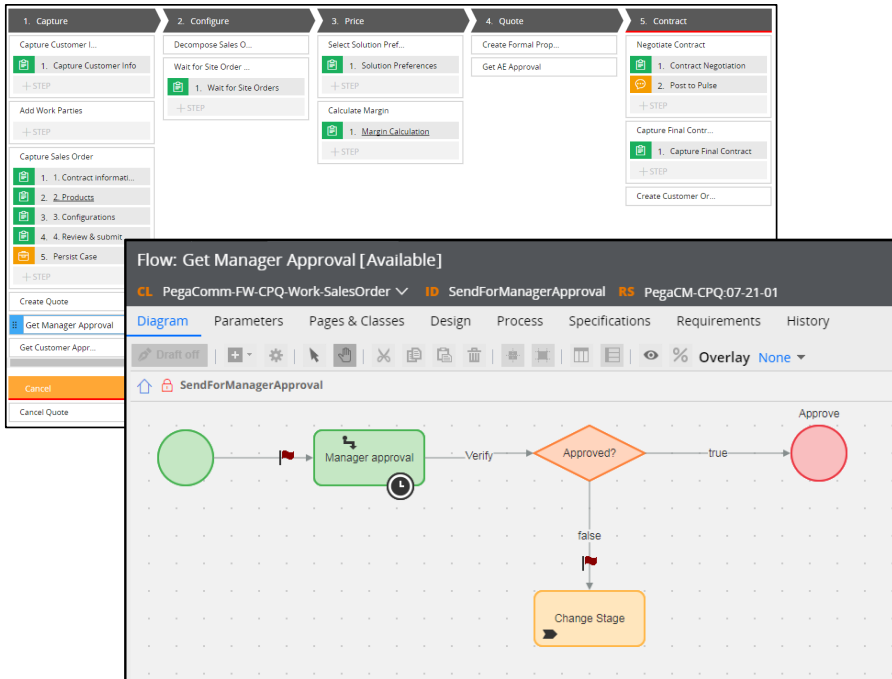 1. Capture
2. Configure
3. Price
4. Quote
5. Contract
Capture Customer I...
1. Capture Customer Info
+ STEP
Add Work Parties
+ STEP
Capture Sales Order
1. 1. Contract informati...
2. 2. Products
3. 3. Configurations
4. 4. Review & submit
5. Persist Case
+ STEP
Create Quote
Get Manager Approval
Get Customer Appr...
Cancel
Cancel Quote
Decompose Sales O...
Wait for Site Order ...
1. Wait for Site Orders
+ STEP
Select Solution Pref...
1. Solution Preferences
+ STEP
Calculate Margin
1. Margin Calculation
+ STEP
Create Formal Prop...
Get AE Approval
Negotiate Contract
1. Contract Negotiation
2. Post to Pulse
+ STEP
Capture Final Contr...
1. Capture Final Contract
+ STEP
Create Customer Or...
Flow: Get Manager Approval [Available]
CL PegaComm-FW-CPQ-Work-SalesOrder ID SendForManagerApproval RS PegaCM-CPQ:07-21-01
Diagram Parameters Pages & Classes Design Process Specifications Requirements History
Draft off Overlay None
SendForManagerApproval
Approve
Manager approval
Verify
Approved?
true
false
Change Stage